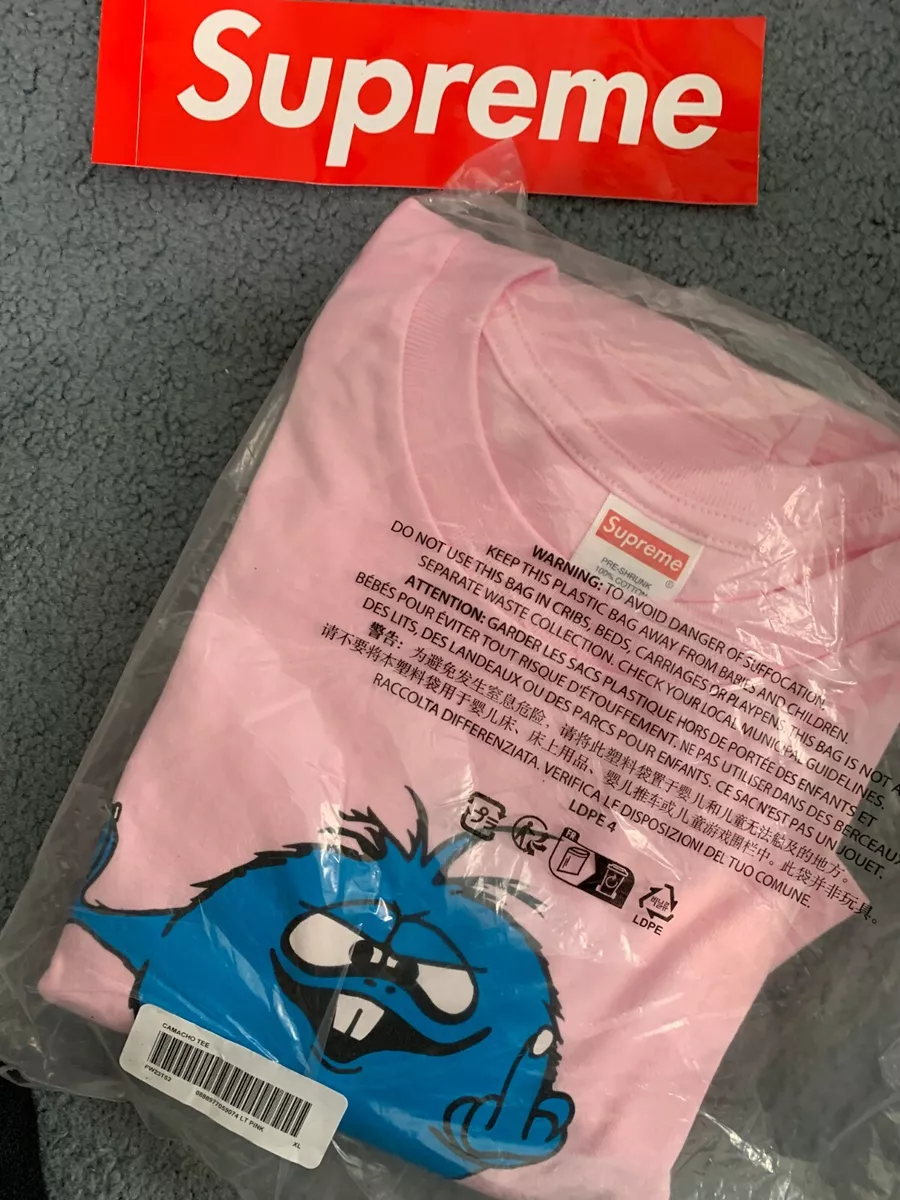 Supreme
Supreme
®
PRE-SHRUNK
100% COTTON
WARNING: TO AVOID DANGER OF SUFFOCATION,
KEEP THIS PLASTIC BAG AWAY FROM BABIES AND CHILDREN.
DO NOT USE THIS BAG IN CRIBS, BEDS, CARRIAGES OR PLAYPENS. THIS BAG IS NOT A
SEPARATE WASTE COLLECTION. CHECK YOUR LOCAL MUNICIPAL GUIDELINES.
ATTENTION: GARDER LES SACS PLASTIQUE HORS DE PORTÉE DES ENFANTS ET
BÉBÉS POUR ÉVITER TOUT RISQUE D'ÉTOUFFEMENT. NE PAS UTILISER DANS DES BERCEAUX
DES LITS, DES LANDEAUX OU DES PARCS POUR ENFANTS. CE SAC N'EST PAS UN JOUET.
警告：为避免发生窒息危险，请将此塑料袋置于婴儿和儿童无法触及的地方。
请不要将本塑料袋用于婴儿床、床上用品、婴儿推车或儿童游戏围栏中。此袋并非玩具。
RACCOLTA DIFFERENZIATA. VERIFICA LE DISPOSIZIONI DEL TUO COMUNE.
LDPE 4
LDPE
CAMACHO TEE
FW23T52
0888977059074 LT PINK
XL